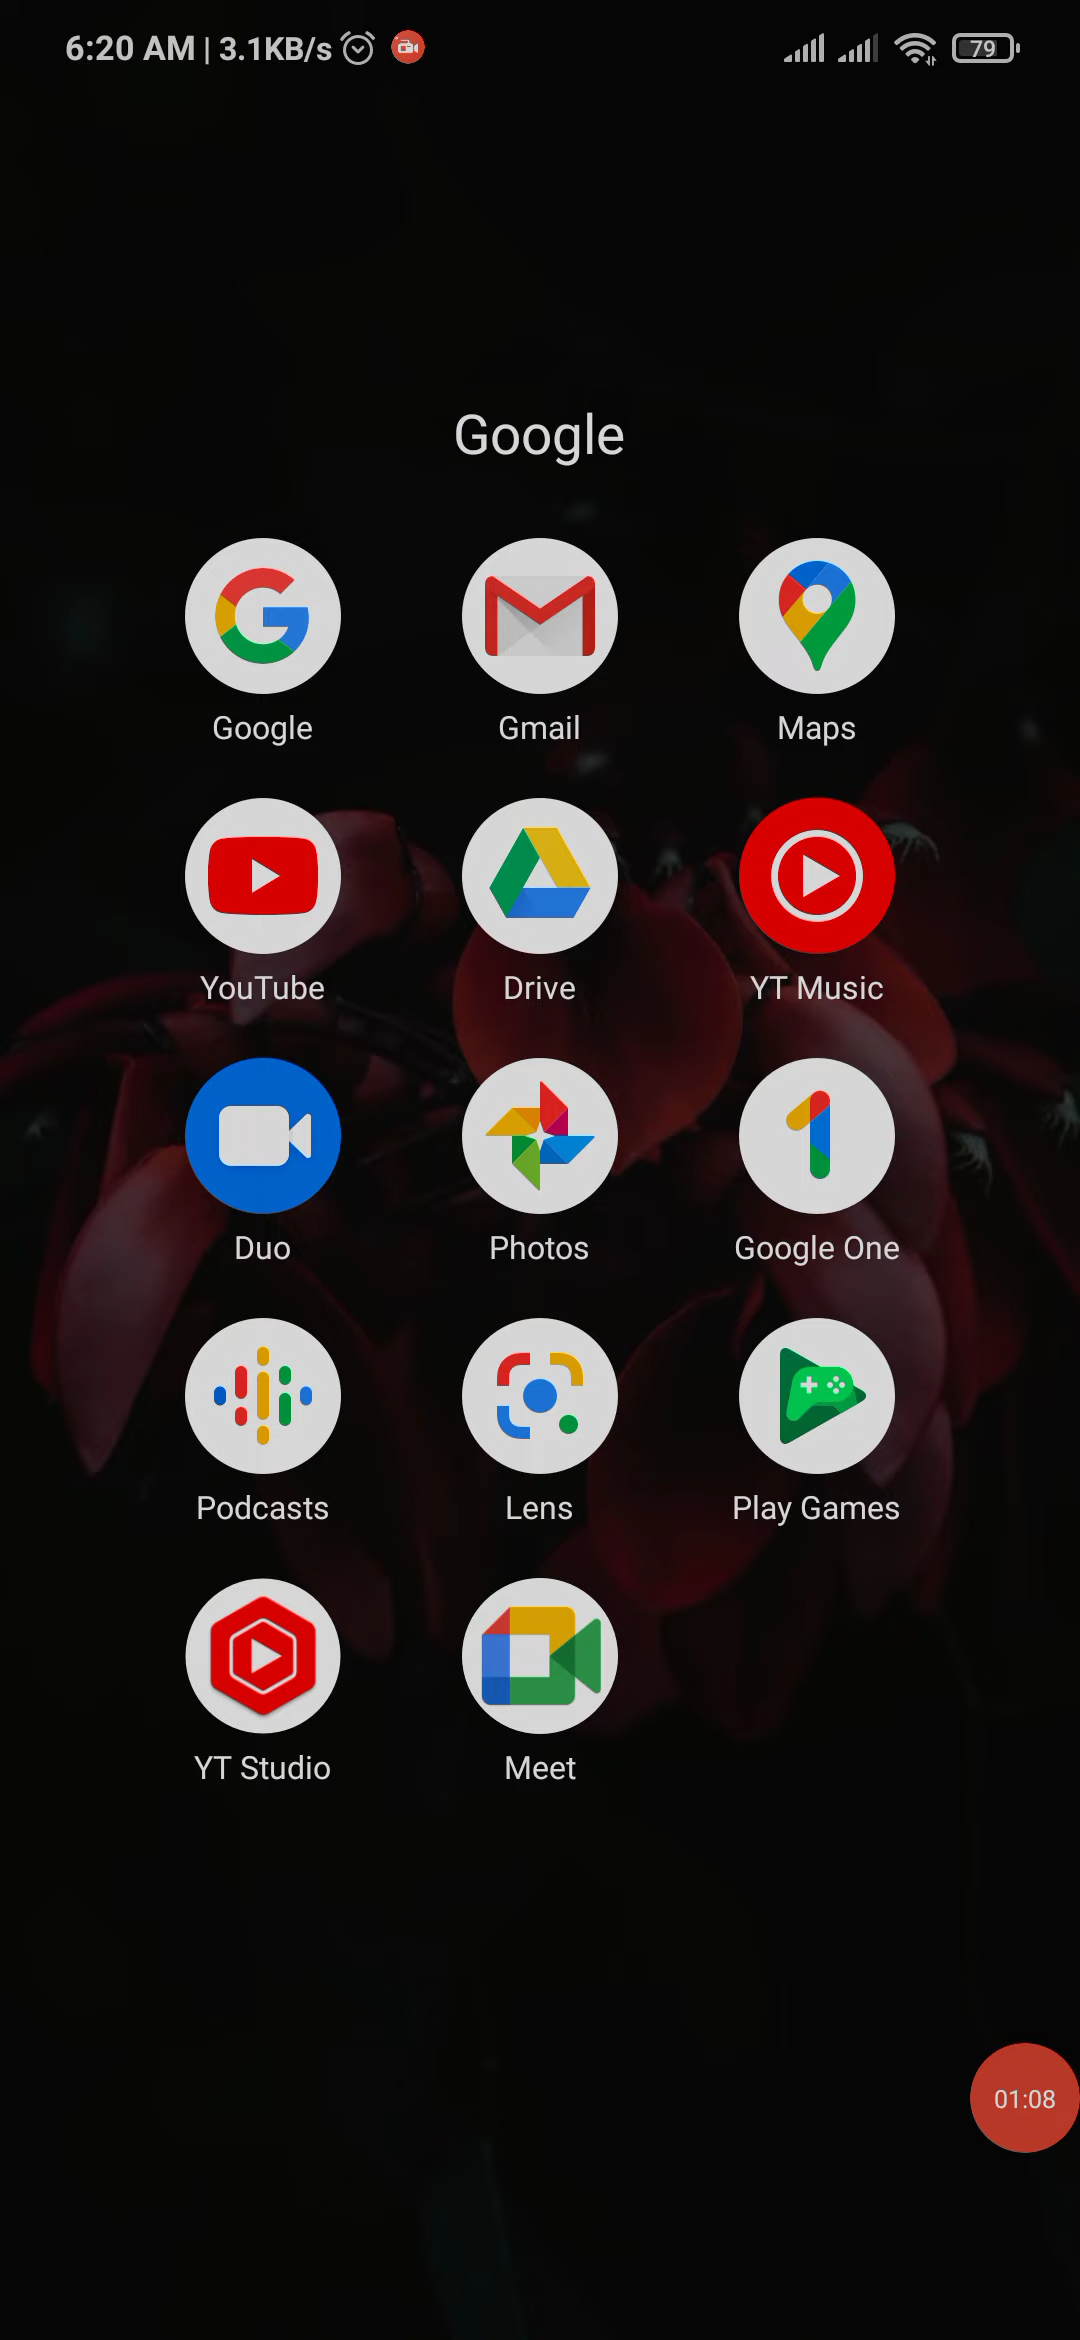 6:20 AM | 3.1KB/s 79
Google
Google Gmail Maps
YouTube Drive YT Music
Duo Photos Google One
Podcasts Lens Play Games
YT Studio Meet
01:08